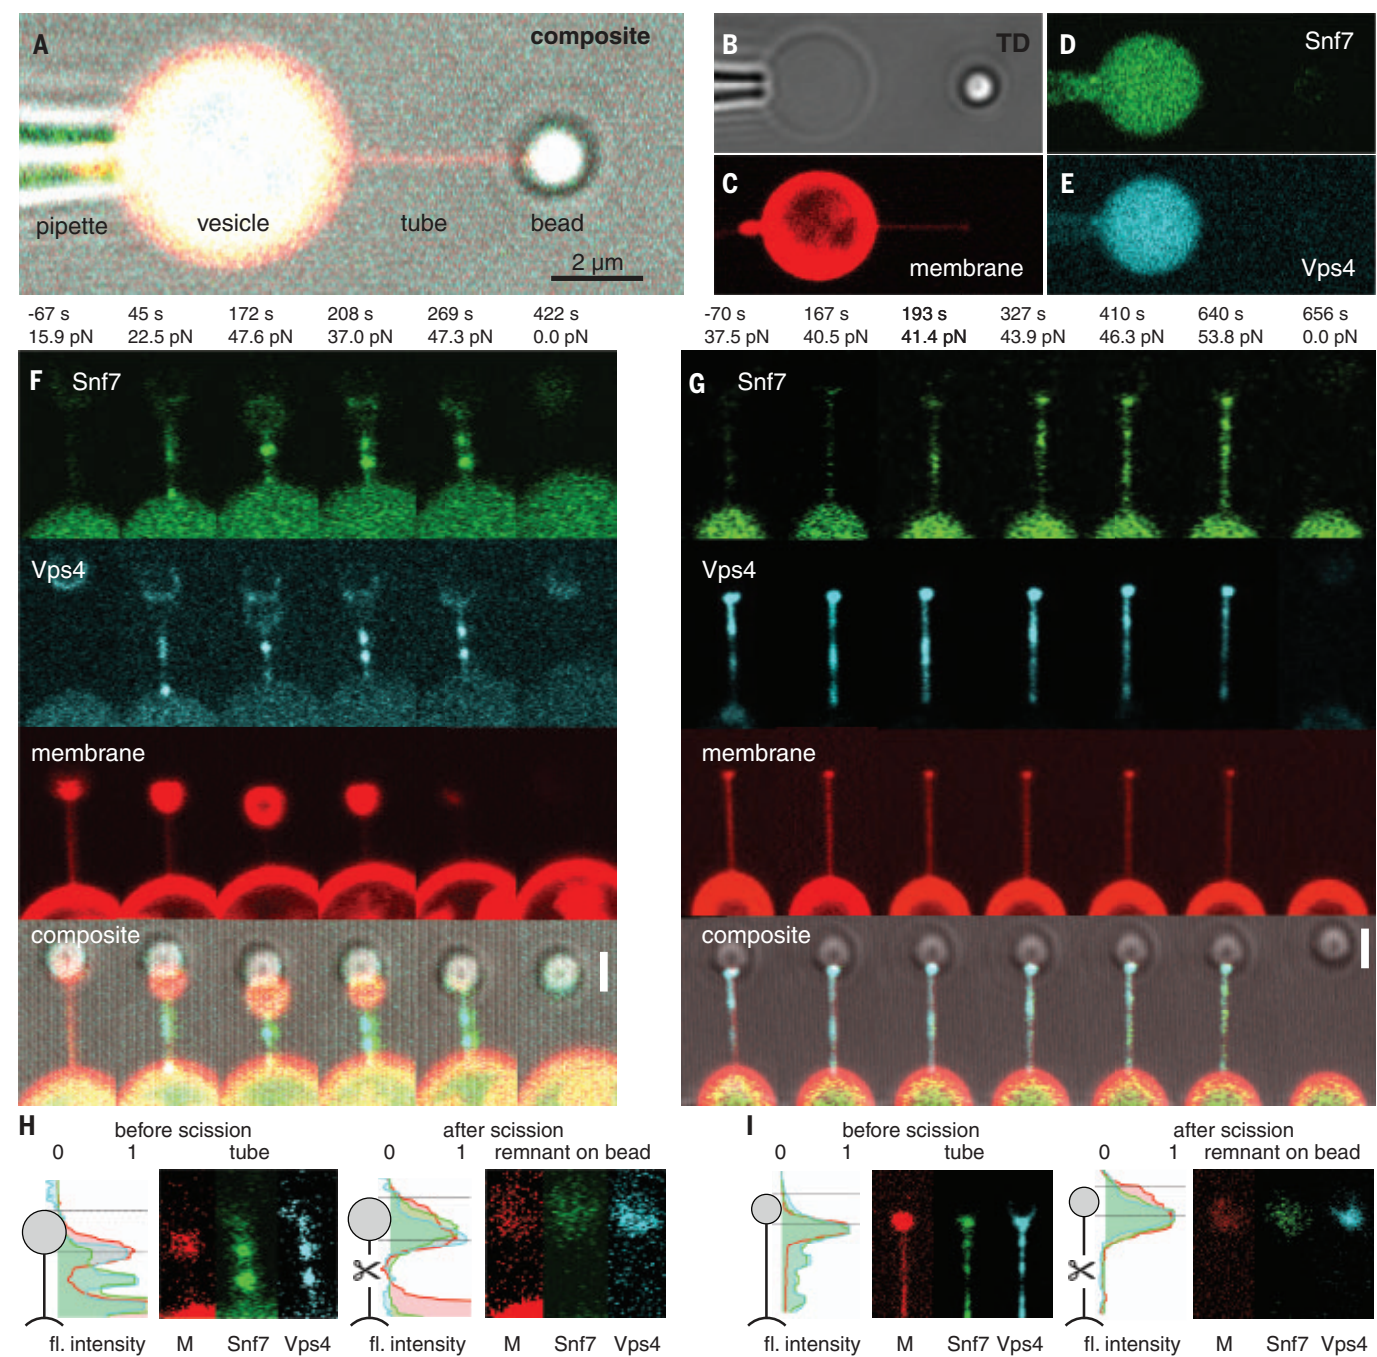 A
composite
pipette
vesicle
tube
bead
2 µm
B
TD
D
Snf7
C
membrane
E
Vps4
-67 s
45 s
172 s
208 s
269 s
422 s
15.9 pN
22.5 pN
47.6 pN
37.0 pN
47.3 pN
0.0 pN
-70 s
167 s
193 s
327 s
410 s
640 s
656 s
37.5 pN
40.5 pN
41.4 pN
43.9 pN
46.3 pN
53.8 pN
0.0 pN
F
Snf7
Vps4
membrane
composite
G
Snf7
Vps4
membrane
composite
H
before scission
0 1 tube
after scission
0 1 remnant on bead
fl. intensity
M
Snf7
Vps4
fl. intensity
M
Snf7
Vps4
I
before scission
0 1 tube
after scission
0 1 remnant on bead
fl. intensity
M
Snf7
Vps4
fl. intensity
M
Snf7
Vps4